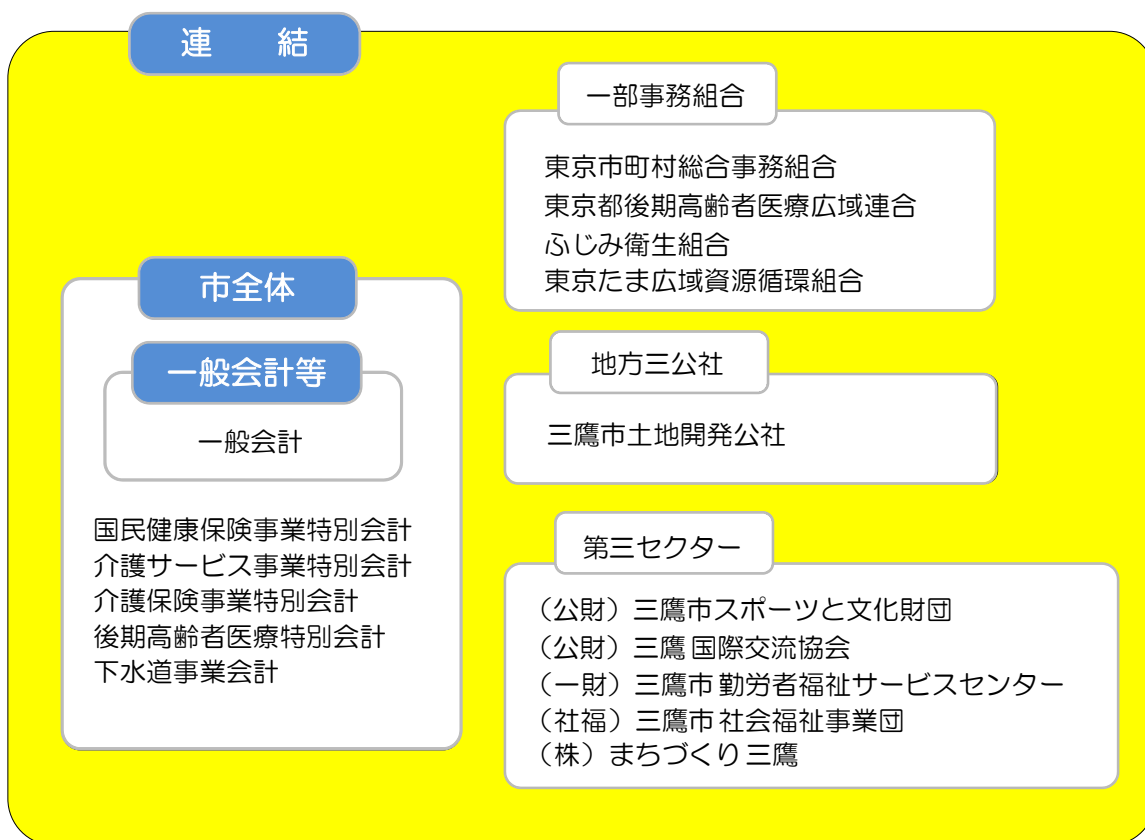 連 結
市全体
一般会計等
一般会計
国民健康保険事業特別会計
介護サービス事業特別会計
介護保険事業特別会計
後期高齢者医療特別会計
下水道事業会計
一部事務組合
東京市町村総合事務組合
東京都後期高齢者医療広域連合
ふじみ衛生組合
東京たま広域資源循環組合
地方三公社
三鷹市土地開発公社
第三セクター
(公財)三鷹市スポーツと文化財団
(公財)三鷹国際交流協会
(一財)三鷹市勤労者福祉サービスセンター
(社福)三鷹市社会福祉事業団
(株)まちづくり三鷹